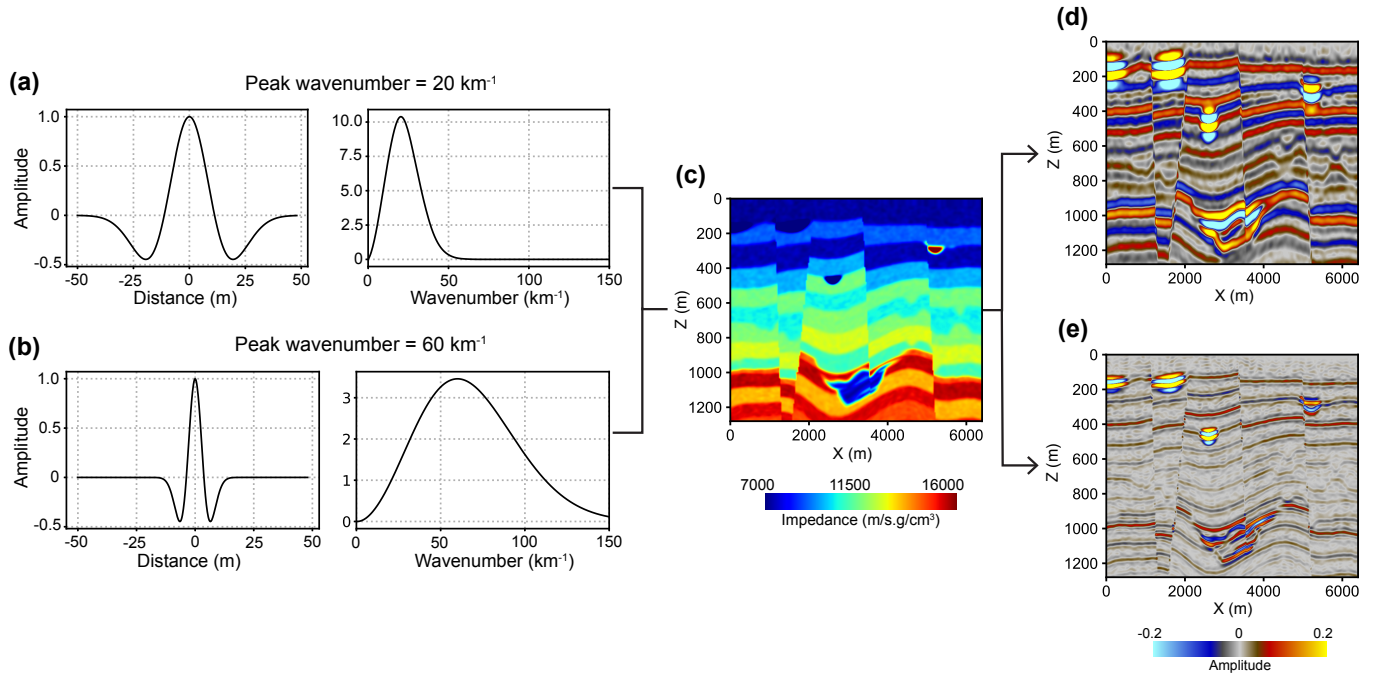 (a)
Peak wavenumber = 20 km-1
Amplitude
1.0
0.5
0
-0.5
-50 -25 0 25 50
Distance (m)
10.0
7.5
5.0
2.5
0
0 50 100 150
Wavenumber (km-1)
(b)
Peak wavenumber = 60 km-1
Amplitude
1.0
0.5
0
-0.5
-50 -25 0 25 50
Distance (m)
3
2
1
0
0 50 100 150
Wavenumber (km-1)
(c)
Z (m)
0
200
400
600
800
1000
1200
0 2000 4000 6000
X (m)
7000 11500 16000
Impedance (m/s.g/cm³)
(d)
Z (m)
0
200
400
600
800
1000
1200
0 2000 4000 6000
X (m)
(e)
Z (m)
0
200
400
600
800
1000
1200
0 2000 4000 6000
X (m)
-0.2 0 0.2
Amplitude